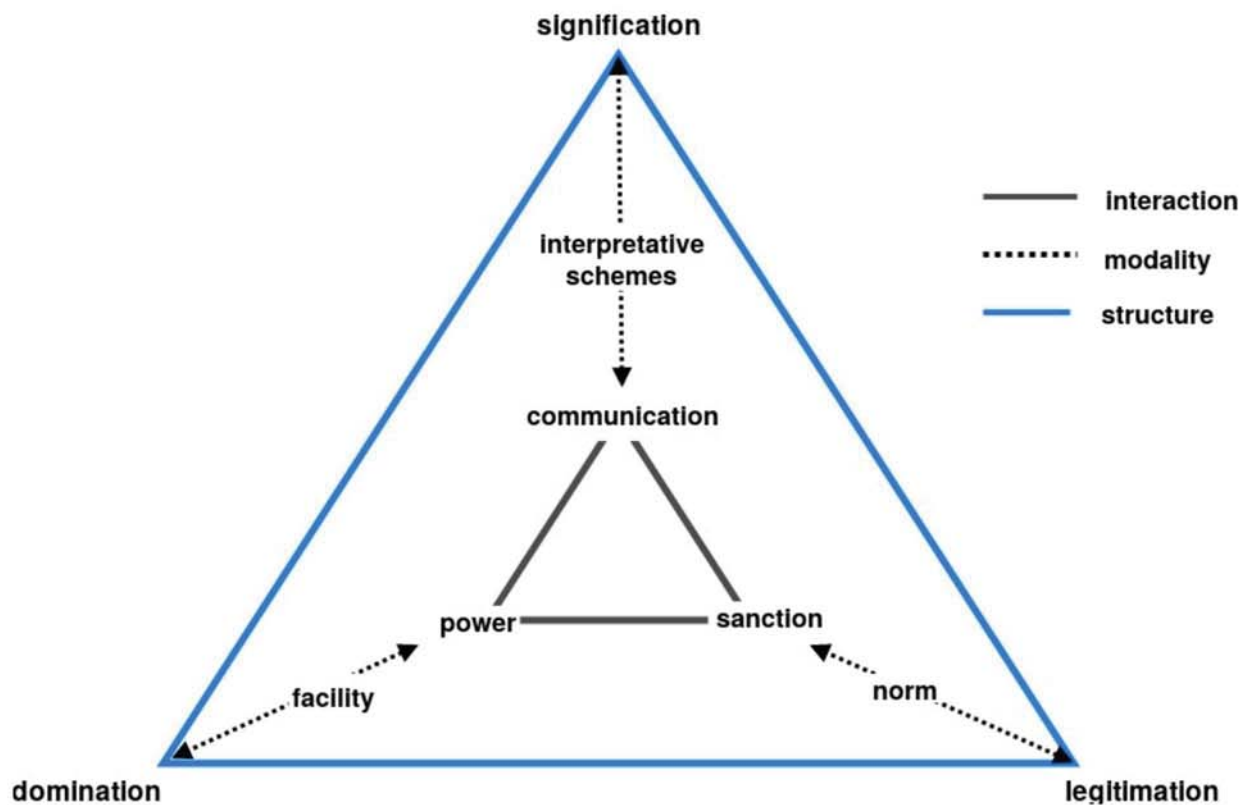 signification
interpretative
schemes
communication
power
sanction
facility
norm
domination
legitimation
interaction
modality
structure